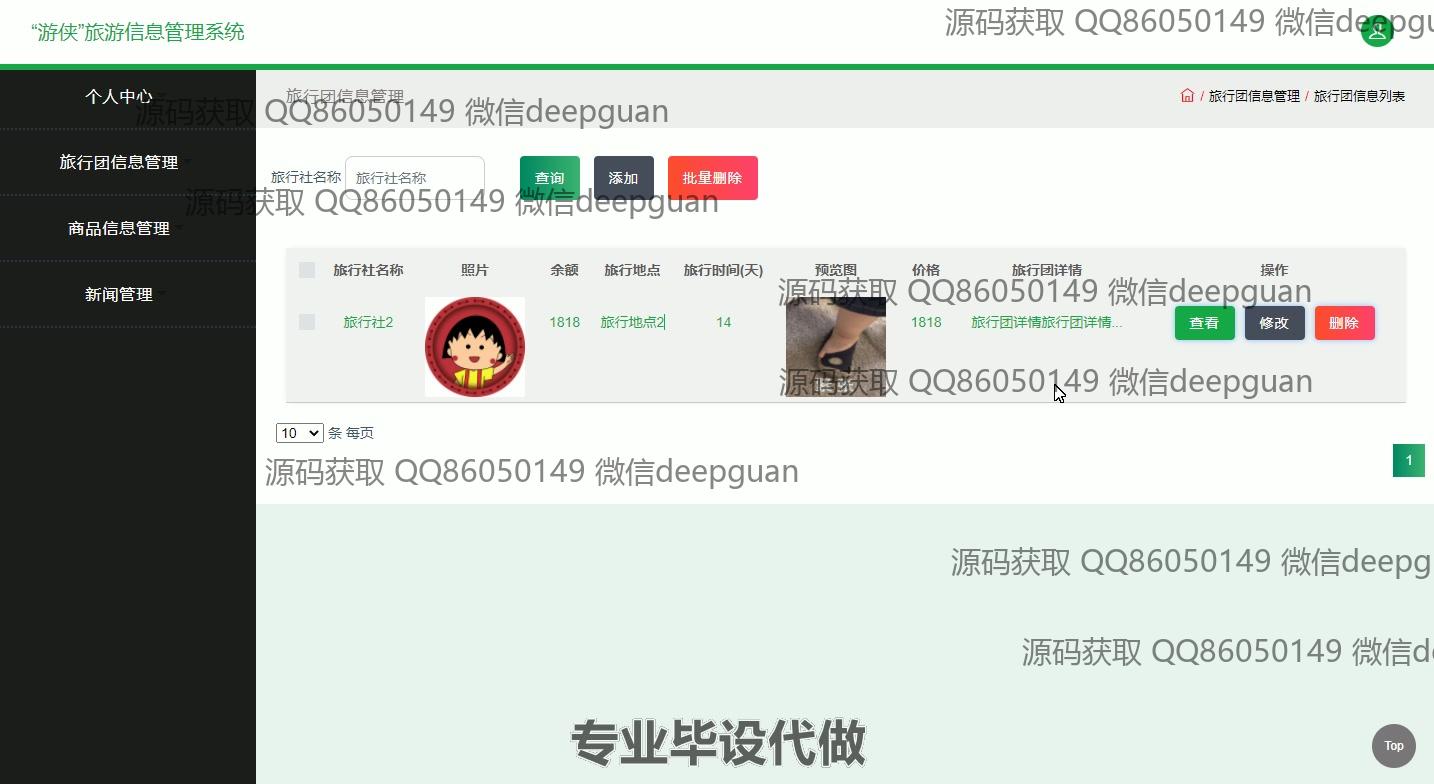 “游侠”旅游信息管理系统
源码获取 QQ86050149 微信deepgu
个人中心
旅行团信息管理
/ 旅行团信息管理 / 旅行团信息列表
源码获取 QQ86050149 微信deepguan
旅行团信息管理
旅行社名称 旅行社名称 查询 添加 批量删除
源码获取 QQ86050149 微信deepguan
商品信息管理
旅行社名称 照片 余额 旅行地点 旅行时间(天) 预览图 价格 旅行团详情 操作
源码获取 QQ86050149 微信deepguan
新闻管理
旅行社2 1818 旅行地点2 14 1818 旅行团详情旅行团详情... 查看 修改 删除
源码获取 QQ86050149 微信deepguan
10 条 每页
1
源码获取 QQ86050149 微信deepguan
源码获取 QQ86050149 微信deepg
源码获取 QQ86050149 微信de
专业毕设代做
Top